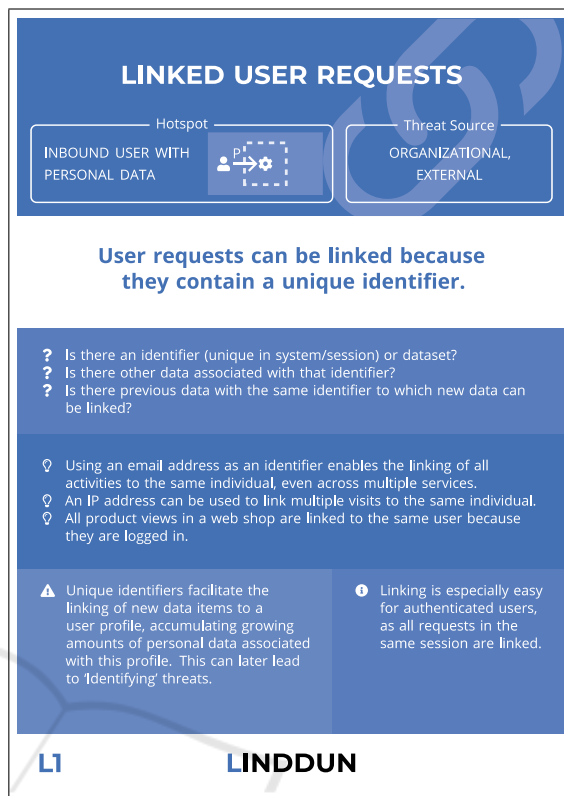 LINKED USER REQUESTS
Hotspot
INBOUND USER WITH
PERSONAL DATA
P
Threat Source
ORGANIZATIONAL,
EXTERNAL
User requests can be linked because
they contain a unique identifier.
? Is there an identifier (unique in system/session) or dataset?
? Is there other data associated with that identifier?
? Is there previous data with the same identifier to which new data can
be linked?
Using an email address as an identifier enables the linking of all
activities to the same individual, even across multiple services.
An IP address can be used to link multiple visits to the same individual.
All product views in a web shop are linked to the same user because
they are logged in.
Unique identifiers facilitate the
linking of new data items to a
user profile, accumulating growing
amounts of personal data associated
with this profile. This can later lead
to ‘Identifying’ threats.
Linking is especially easy
for authenticated users,
as all requests in the
same session are linked.
L1
LINDDUN